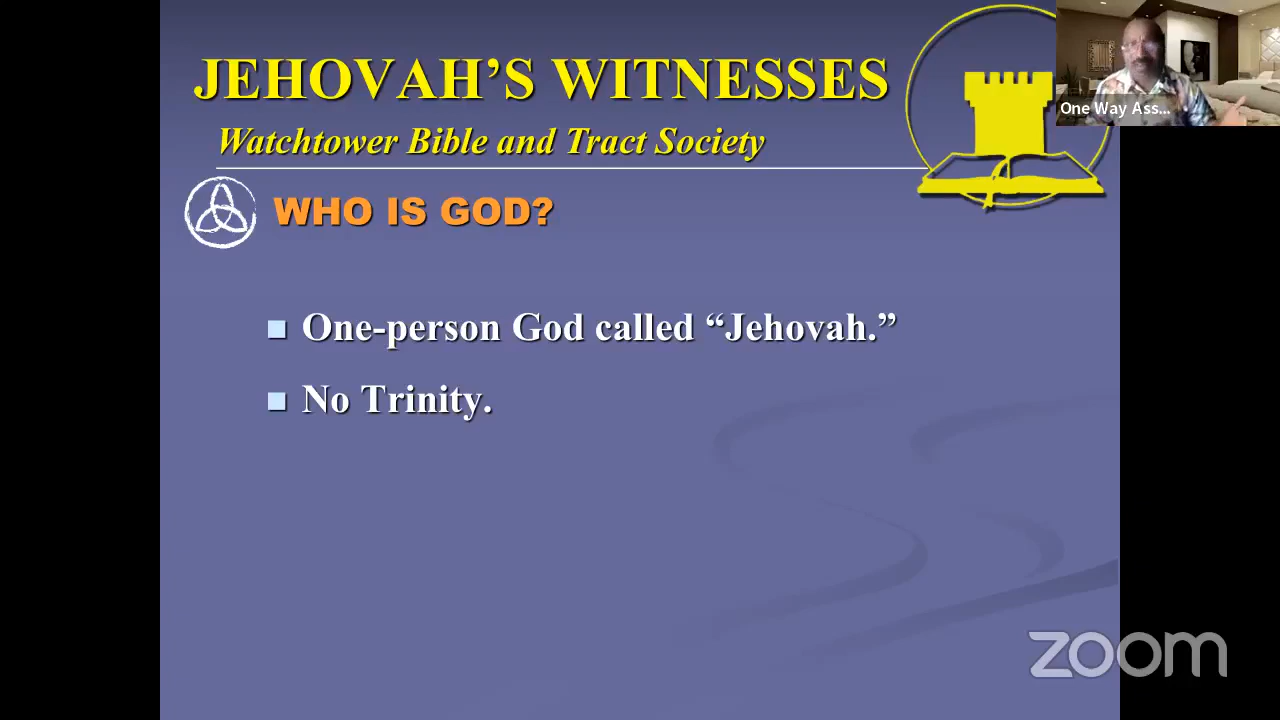 JEHOVAH’S WITNESSES
Watchtower Bible and Tract Society
One Way Ass...
WHO IS GOD?
One-person God called “Jehovah.”
No Trinity.
zoom